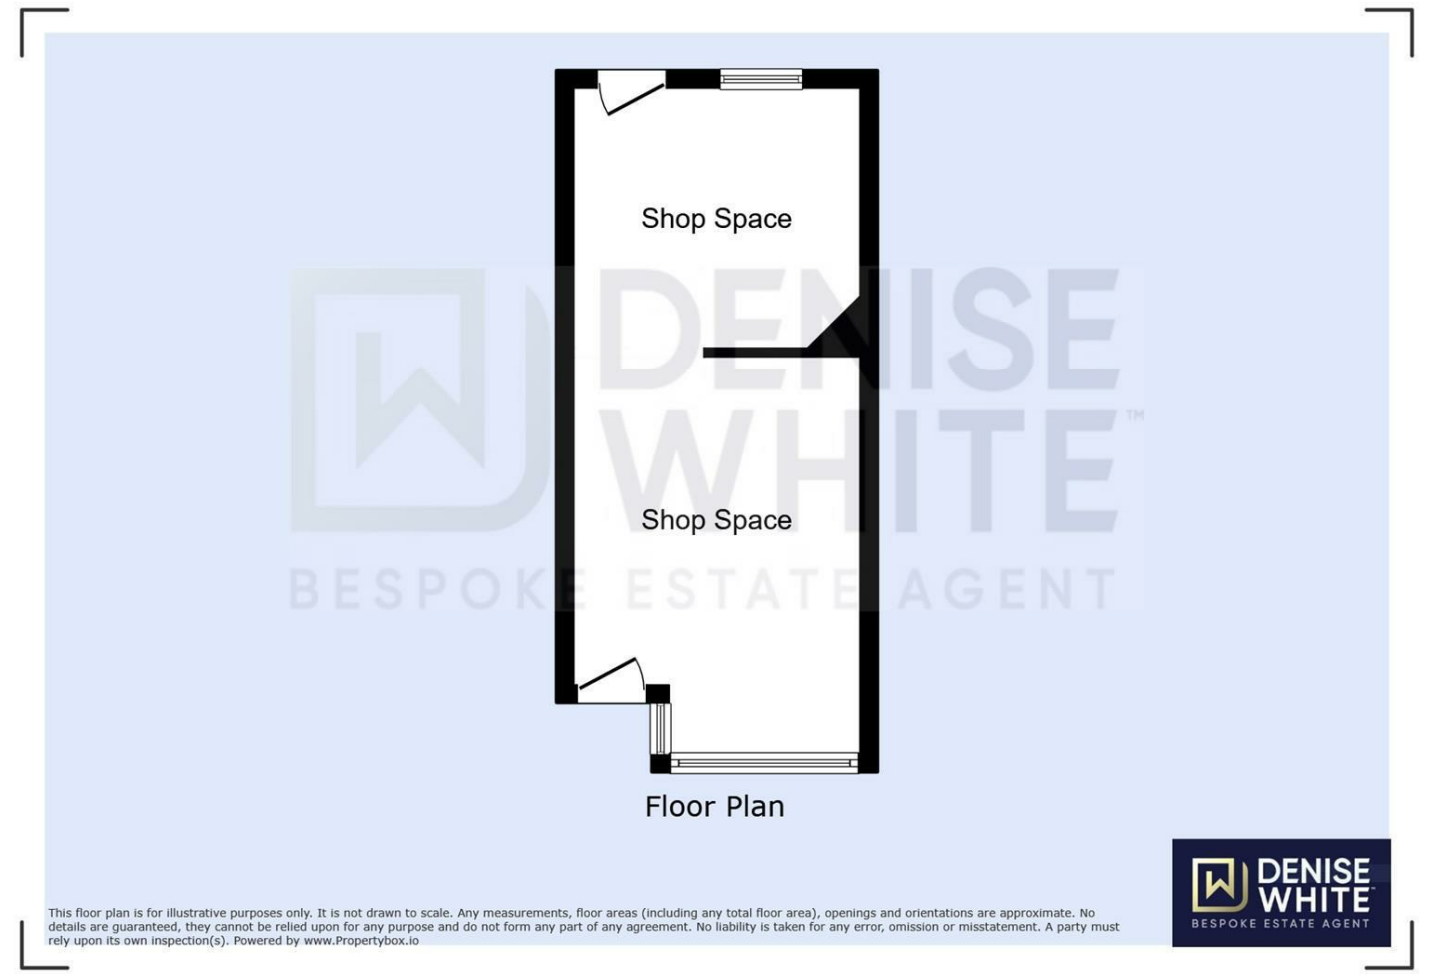 Shop Space
DENISE
WHITE™
Shop Space
BESPOKE ESTATE AGENT
Floor Plan
DENISE
WHITE™
BESPOKE ESTATE AGENT
This floor plan is for illustrative purposes only. It is not drawn to scale. Any measurements, floor areas (including any total floor area), openings and orientations are approximate. No
details are guaranteed, they cannot be relied upon for any purpose and do not form any part of any agreement. No liability is taken for any error, omission or misstatement. A party must
rely upon its own inspection(s). Powered by www.Propertybox.io